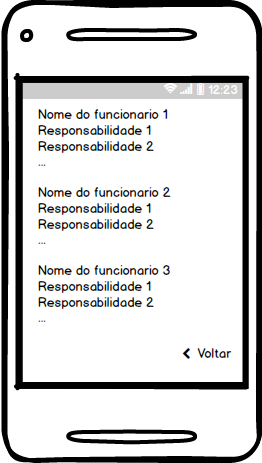 12:23
Nome do funcionario 1
Responsabilidade 1
Responsabilidade 2
...
Nome do funcionario 2
Responsabilidade 1
Responsabilidade 2
...
Nome do funcionario 3
Responsabilidade 1
Responsabilidade 2
...
Voltar